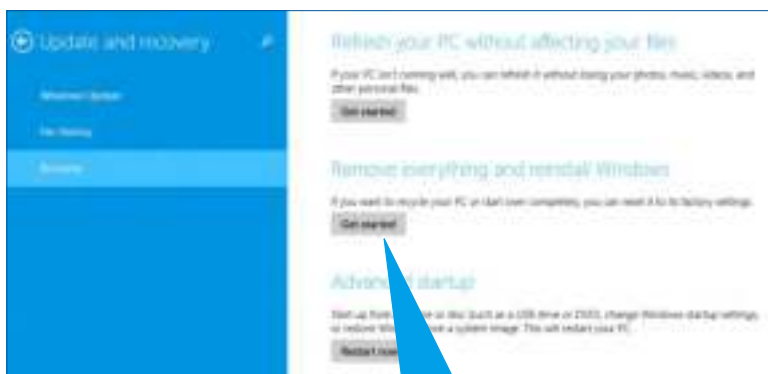 Update and recovery
Windows Update
File History
Recovery
Refresh your PC without affecting your files
If your PC isn't running well, you can refresh it without losing your photos, music, videos, and
other personal files.
Get started
Remove everything and reinstall Windows
If you want to recycle your PC or start over completely, you can reset it to its factory settings.
Get started
Advanced startup
Start up from a device or disc (such as a USB drive or DVD), change Windows startup settings,
or restore Windows from a system image. This will restart your PC.
Restart now